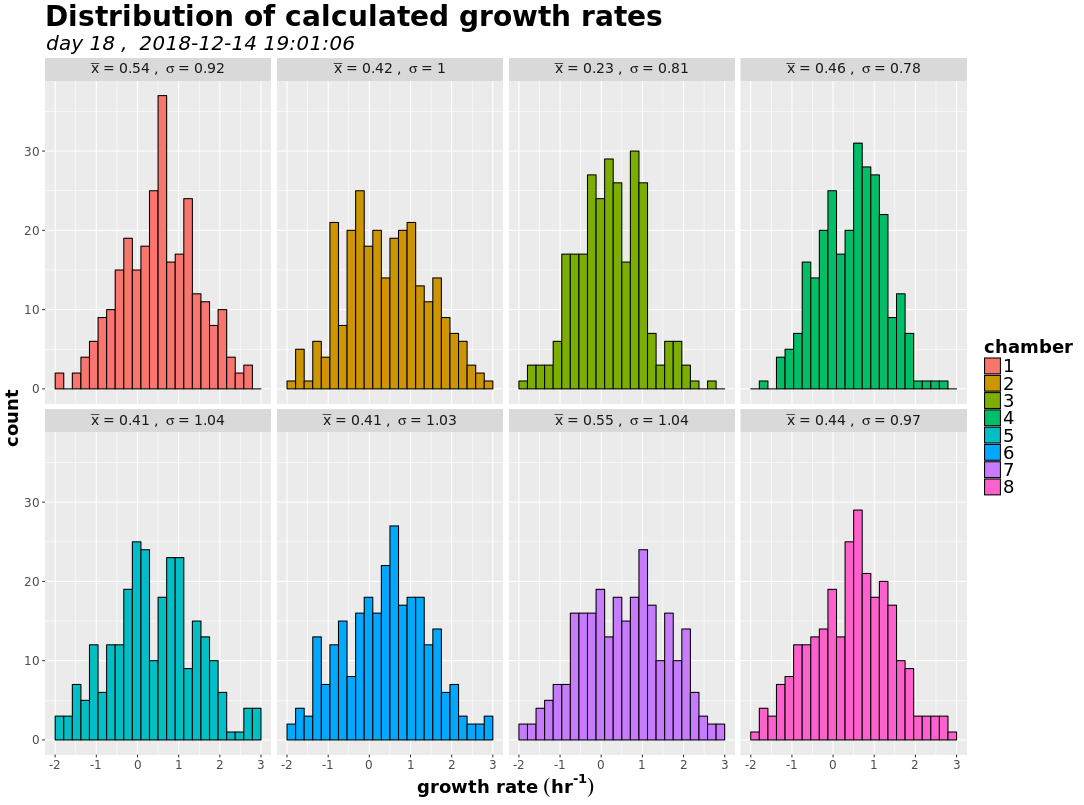 Distribution of calculated growth rates
day 18 ,  2018-12-14 19:01:06
x̅ = 0.54 ,  σ = 0.92
x̅ = 0.42 ,  σ = 1
x̅ = 0.23 ,  σ = 0.81
x̅ = 0.46 ,  σ = 0.78
30
20
10
0
count
x̅ = 0.41 ,  σ = 1.04
x̅ = 0.41 ,  σ = 1.03
x̅ = 0.55 ,  σ = 1.04
x̅ = 0.44 ,  σ = 0.97
30
20
10
0
-2 -1 0 1 2 3
-2 -1 0 1 2 3
-2 -1 0 1 2 3
-2 -1 0 1 2 3
growth rate (hr⁻¹)
chamber
1
2
3
4
5
6
7
8